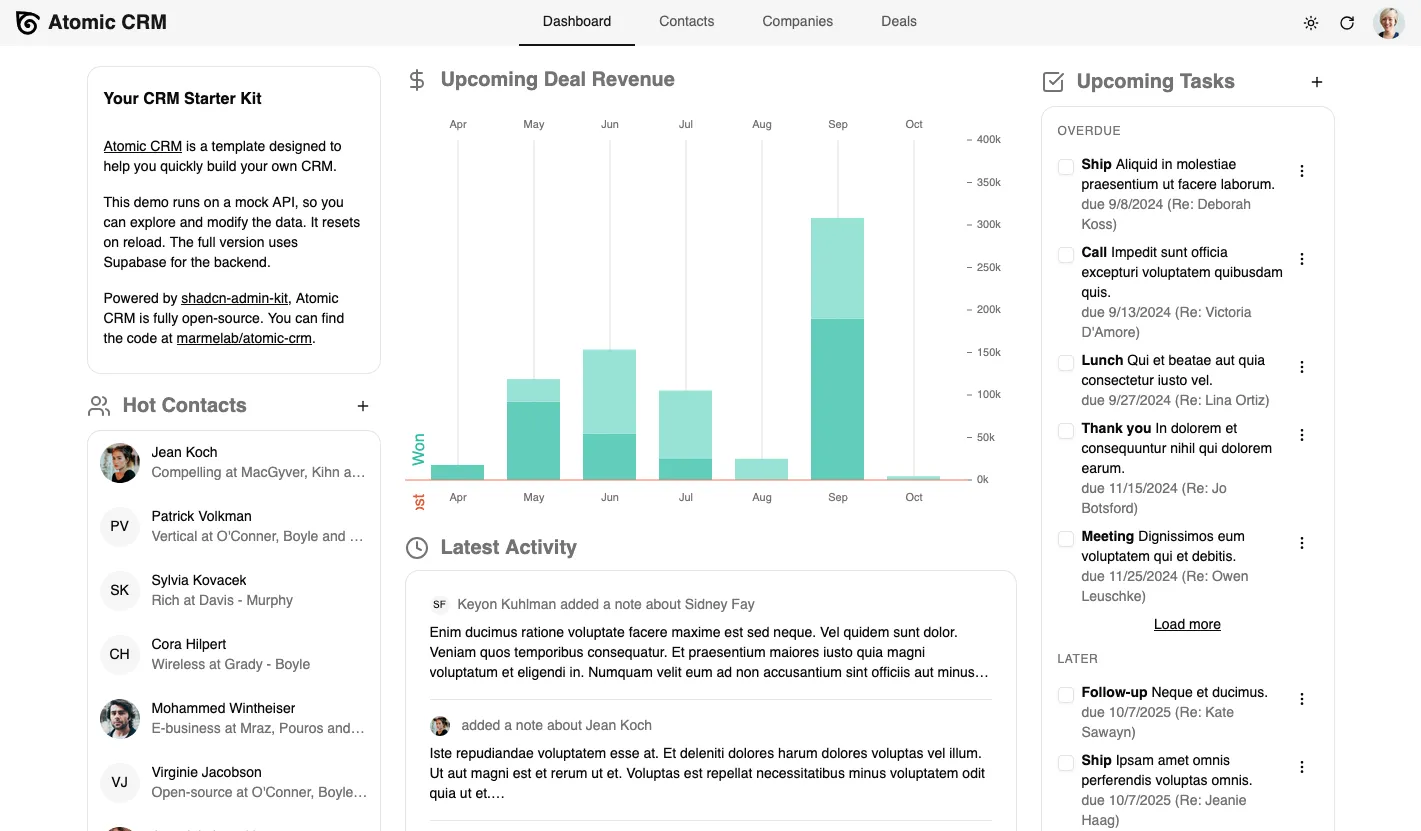 Atomic CRM
Dashboard
Contacts
Companies
Deals
Your CRM Starter Kit
Atomic CRM is a template designed to
help you quickly build your own CRM.
This demo runs on a mock API, so you
can explore and modify the data. It resets
on reload. The full version uses
Supabase for the backend.
Powered by shadcn-admin-kit, Atomic
CRM is fully open-source. You can find
the code at marmelab/atomic-crm.
Hot Contacts
Jean Koch
Compelling at MacGyver, Kihn a…
PV
Patrick Volkman
Vertical at O'Conner, Boyle and …
SK
Sylvia Kovacek
Rich at Davis - Murphy
CH
Cora Hilpert
Wireless at Grady - Boyle
Mohammed Wintheiser
E-business at Mraz, Pouros and…
VJ
Virginie Jacobson
Open-source at O'Conner, Boyle…
Upcoming Deal Revenue
Apr May Jun Jul Aug Sep Oct
400k
350k
300k
250k
200k
150k
100k
50k
0k
Won
ost
Apr May Jun Jul Aug Sep Oct
Latest Activity
SF Keyon Kuhlman added a note about Sidney Fay
Enim ducimus ratione voluptate facere maxime est sed neque. Vel quidem sunt dolor.
Veniam quos temporibus consequatur. Et praesentium maiores iusto quia magni
voluptatum et eligendi in. Numquam velit eum ad non accusantium sint officiis aut minus…
added a note about Jean Koch
Iste repudiandae voluptatem esse at. Et deleniti dolores harum dolores voluptas vel illum.
Ut aut magni est et rerum ut et. Voluptas est repellat necessitatibus minus voluptatem odit
quia ut et.…
Upcoming Tasks
OVERDUE
Ship Aliquid in molestiae
praesentium ut facere laborum.
due 9/8/2024 (Re: Deborah
Koss)
Call Impedit sunt officia
excepturi voluptatem quibusdam
quis.
due 9/13/2024 (Re: Victoria
D'Amore)
Lunch Qui et beatae aut quia
consectetur iusto vel.
due 9/27/2024 (Re: Lina Ortiz)
Thank you In dolorem et
consequuntur nihil qui dolorem
earum.
due 11/15/2024 (Re: Jo
Botsford)
Meeting Dignissimos eum
voluptatem qui et debitis.
due 11/25/2024 (Re: Owen
Leuschke)
Load more
LATER
Follow-up Neque et ducimus.
due 10/7/2025 (Re: Kate
Sawayn)
Ship Ipsam amet omnis
perferendis voluptas omnis.
due 10/7/2025 (Re: Jeanie
Haag)